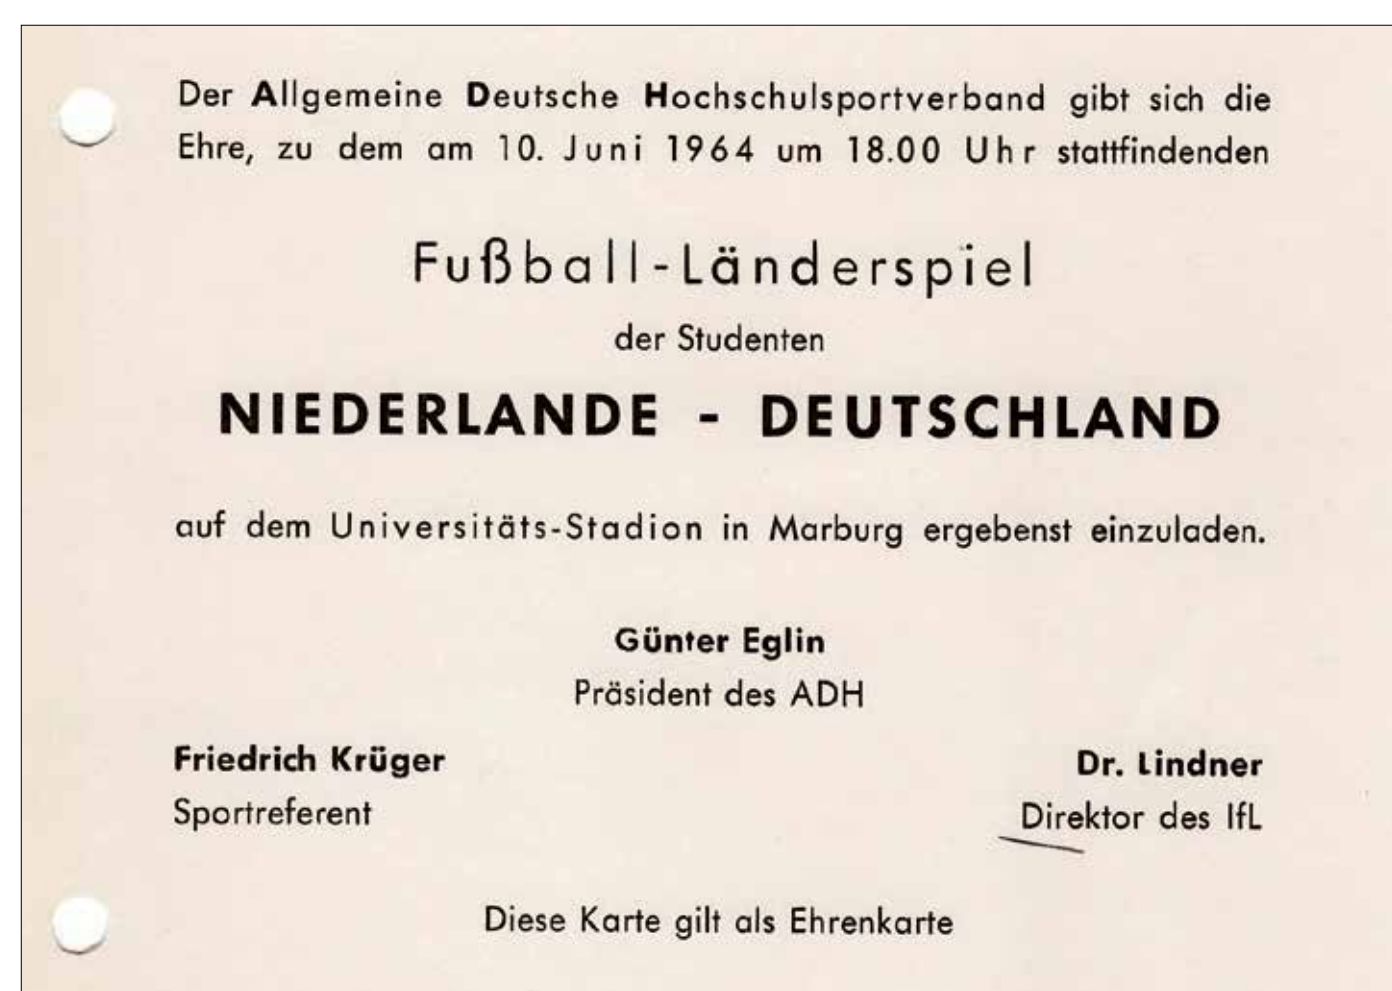 Der Allgemeine Deutsche Hochschulsportverband gibt sich die
Ehre, zu dem am 10. Juni 1964 um 18.00 Uhr stattfindenden
Fußball-Länderspiel
der Studenten
NIEDERLANDE - DEUTSCHLAND
auf dem Universitäts-Stadion in Marburg ergebenst einzuladen.
Günter Eglin
Präsident des ADH
Friedrich Krüger
Sportreferent
Dr. Lindner
Direktor des IfL
Diese Karte gilt als Ehrenkarte